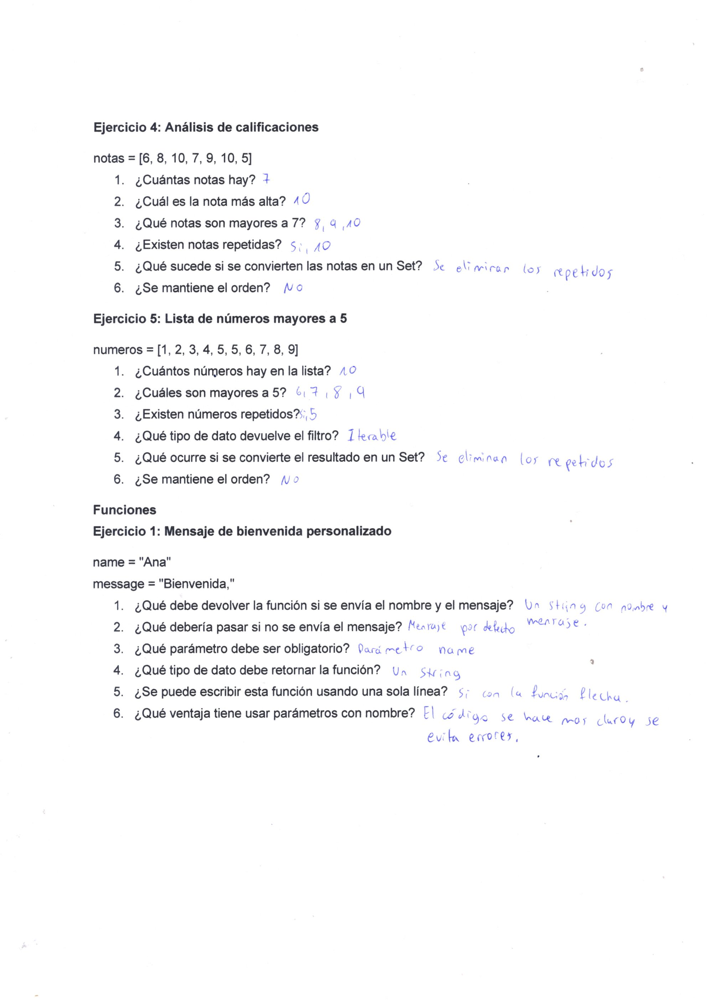 Ejercicio 4: Análisis de calificaciones
notas = [6, 8, 10, 7, 9, 10, 5]
1. ¿Cuántas notas hay? 7
2. ¿Cuál es la nota más alta? 10
3. ¿Qué notas son mayores a 7? 8, 9, 10
4. ¿Existen notas repetidas? Si, 10
5. ¿Qué sucede si se convierten las notas en un Set? Se eliminan los repetidos
6. ¿Se mantiene el orden? No
Ejercicio 5: Lista de números mayores a 5
numeros = [1, 2, 3, 4, 5, 5, 6, 7, 8, 9]
1. ¿Cuántos números hay en la lista? 10
2. ¿Cuáles son mayores a 5? 6, 7, 8, 9
3. ¿Existen números repetidos? Si, 5
4. ¿Qué tipo de dato devuelve el filtro? Iterable
5. ¿Qué ocurre si se convierte el resultado en un Set? Se eliminan los repetidos
6. ¿Se mantiene el orden? No
Funciones
Ejercicio 1: Mensaje de bienvenida personalizado
name = "Ana"
message = "Bienvenida,"
1. ¿Qué debe devolver la función si se envía el nombre y el mensaje? Un string con nombre y
mensaje.
2. ¿Qué debería pasar si no se envía el mensaje? Mensaje por defecto
3. ¿Qué parámetro debe ser obligatorio? Parámetro name
4. ¿Qué tipo de dato debe retornar la función? Un string
5. ¿Se puede escribir esta función usando una sola línea? Si con la función flecha.
6. ¿Qué ventaja tiene usar parámetros con nombre? El código se hace mas claro y se
evita errores.